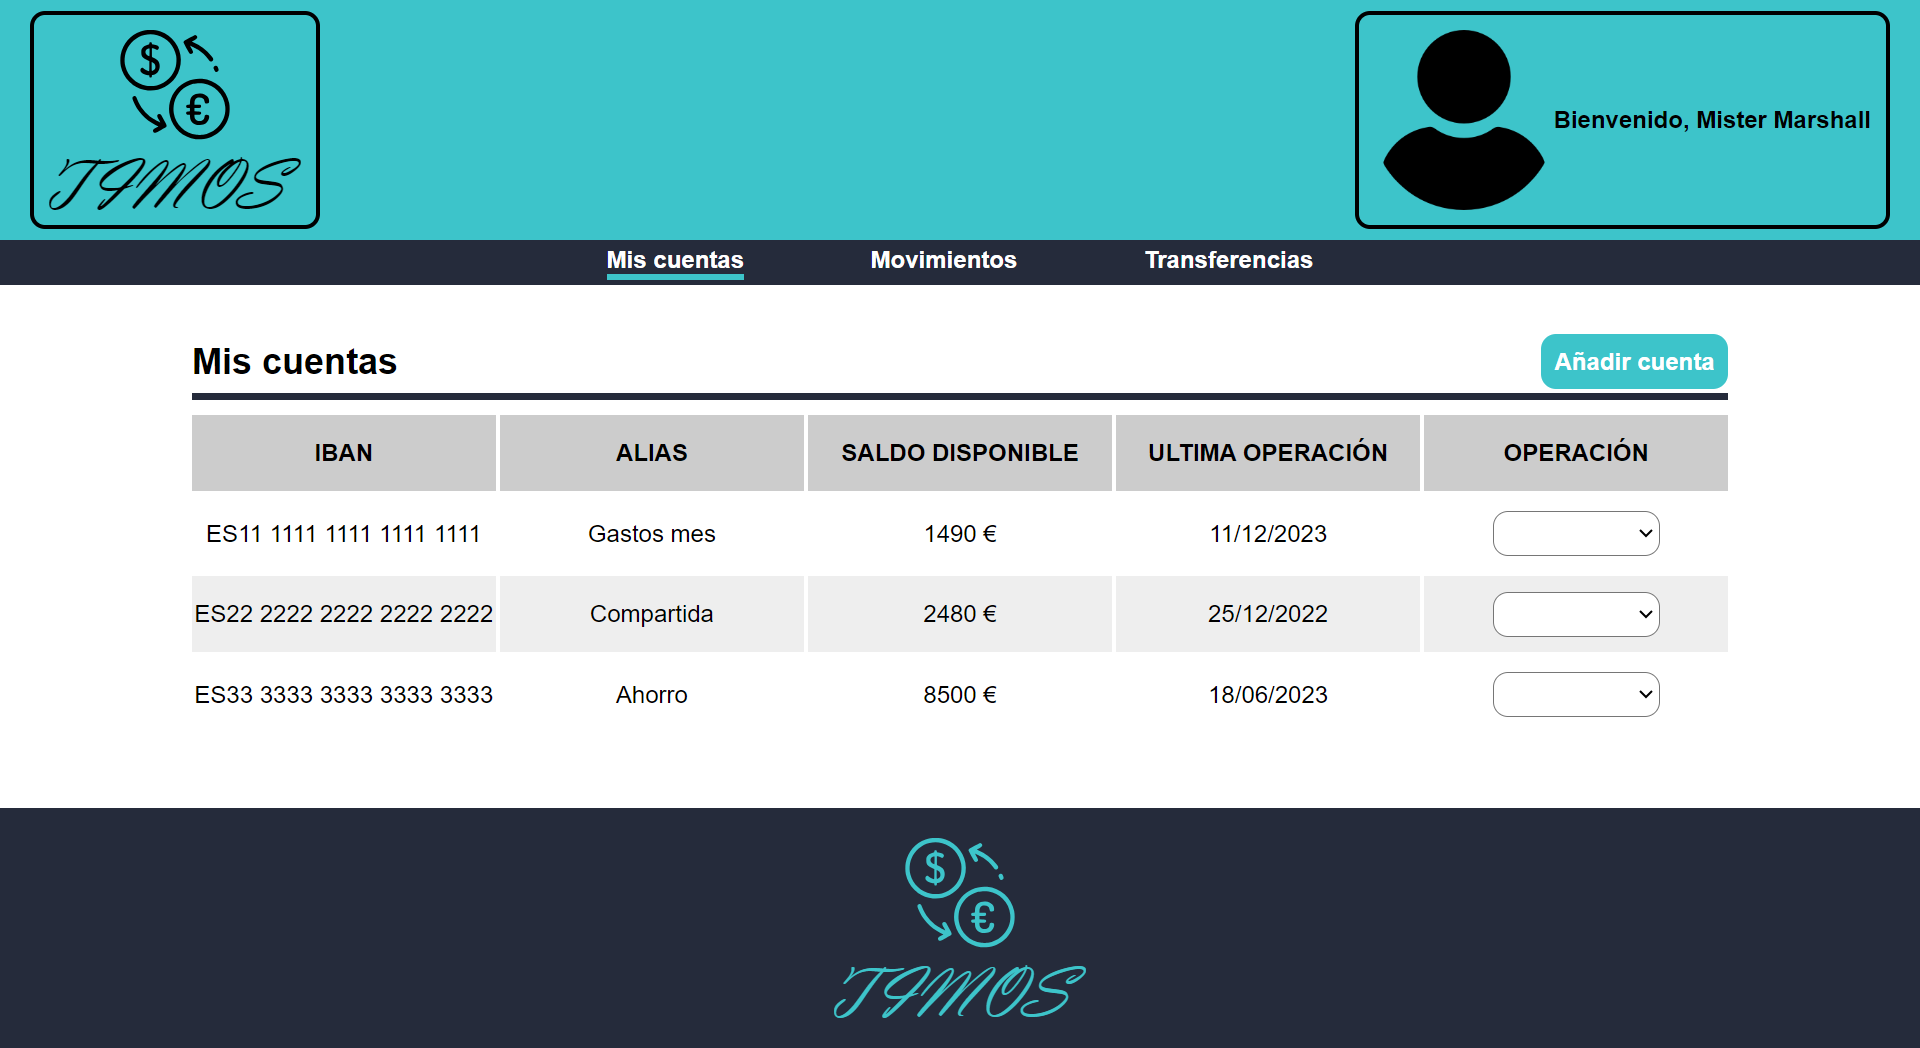 $
€
TIMOS
Bienvenido, Mister Marshall
Mis cuentas Movimientos Transferencias
Mis cuentas Añadir cuenta
IBAN ALIAS SALDO DISPONIBLE ULTIMA OPERACIÓN OPERACIÓN
ES11 1111 1111 1111 1111 Gastos mes 1490 € 11/12/2023
ES22 2222 2222 2222 2222 Compartida 2480 € 25/12/2022
ES33 3333 3333 3333 3333 Ahorro 8500 € 18/06/2023
$
€
TIMOS